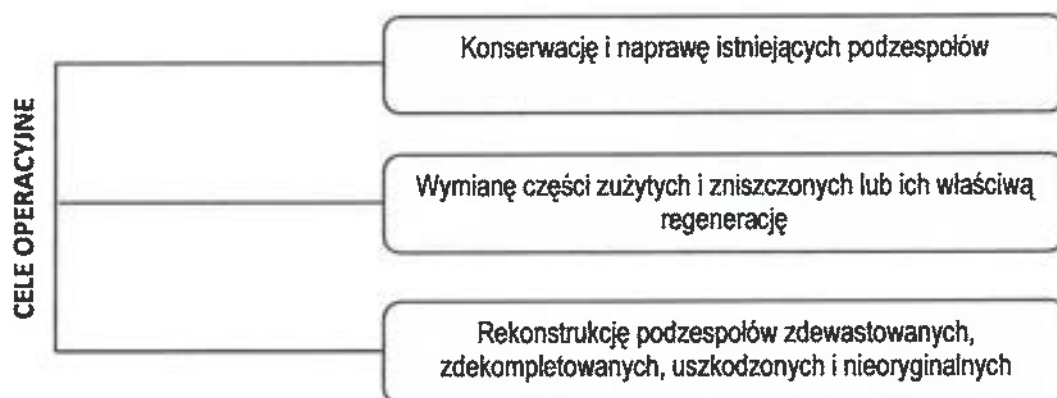 CELE OPERACYJNE
Konserwację i naprawę istniejących podzespołów
Wymianę części zużytych i zniszczonych lub ich właściwą
regenerację
Rekonstrukcję podzespołów zdewastowanych,
zdekompletowanych, uszkodzonych i nieoryginalnych